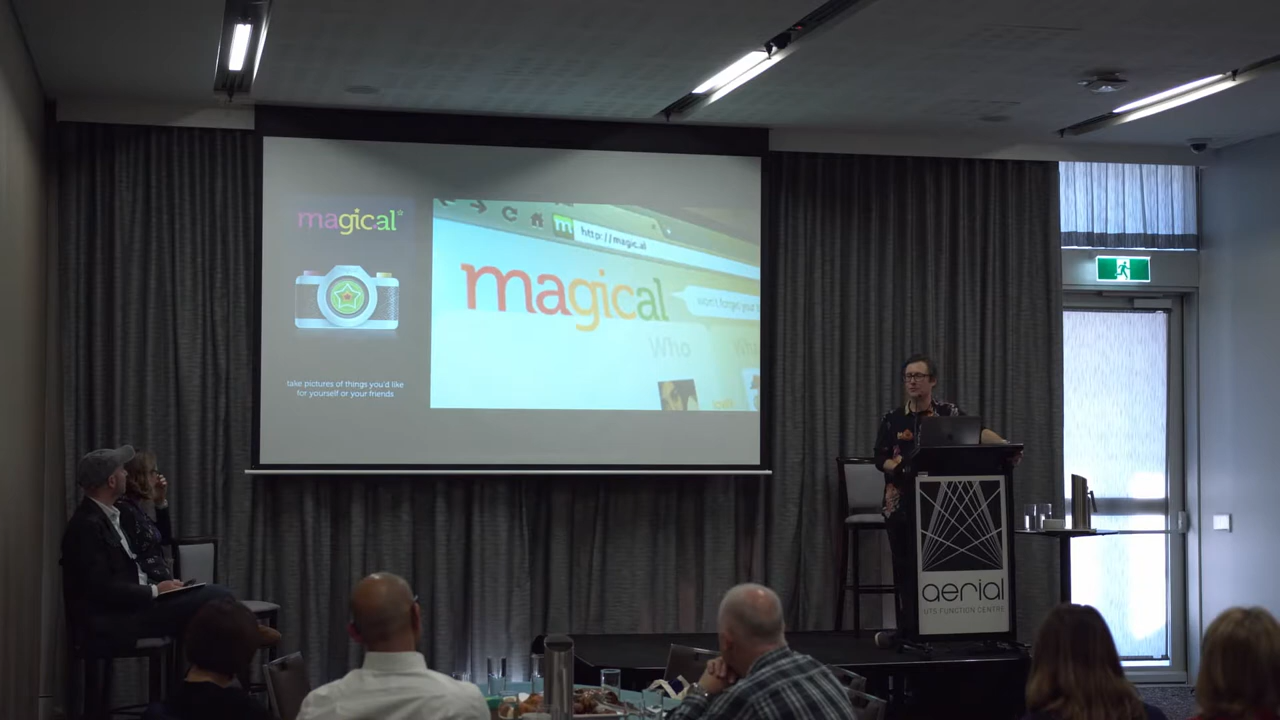 magical
take pictures of things you'd like
for yourself or your friends
m
http://magic.al
magical
won't forget your
Who
aerial
UTS FUNCTION CENTRE